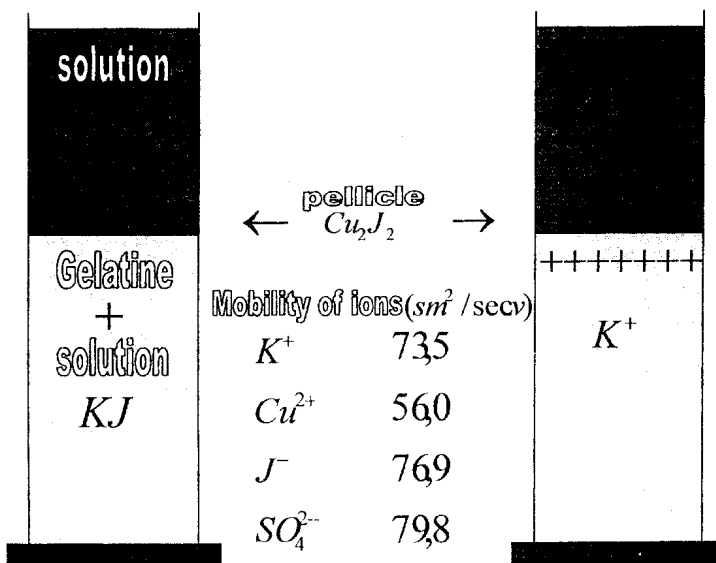 solution
pellicle
← Cu₂J₂ →
Gelatine
+
solution
KJ
Mobility of ions (sm² / secv)
K⁺ 73,5
Cu²⁺ 56,0
J⁻ 76,9
SO₄²⁻⁻ 79,8
+++++++
K⁺